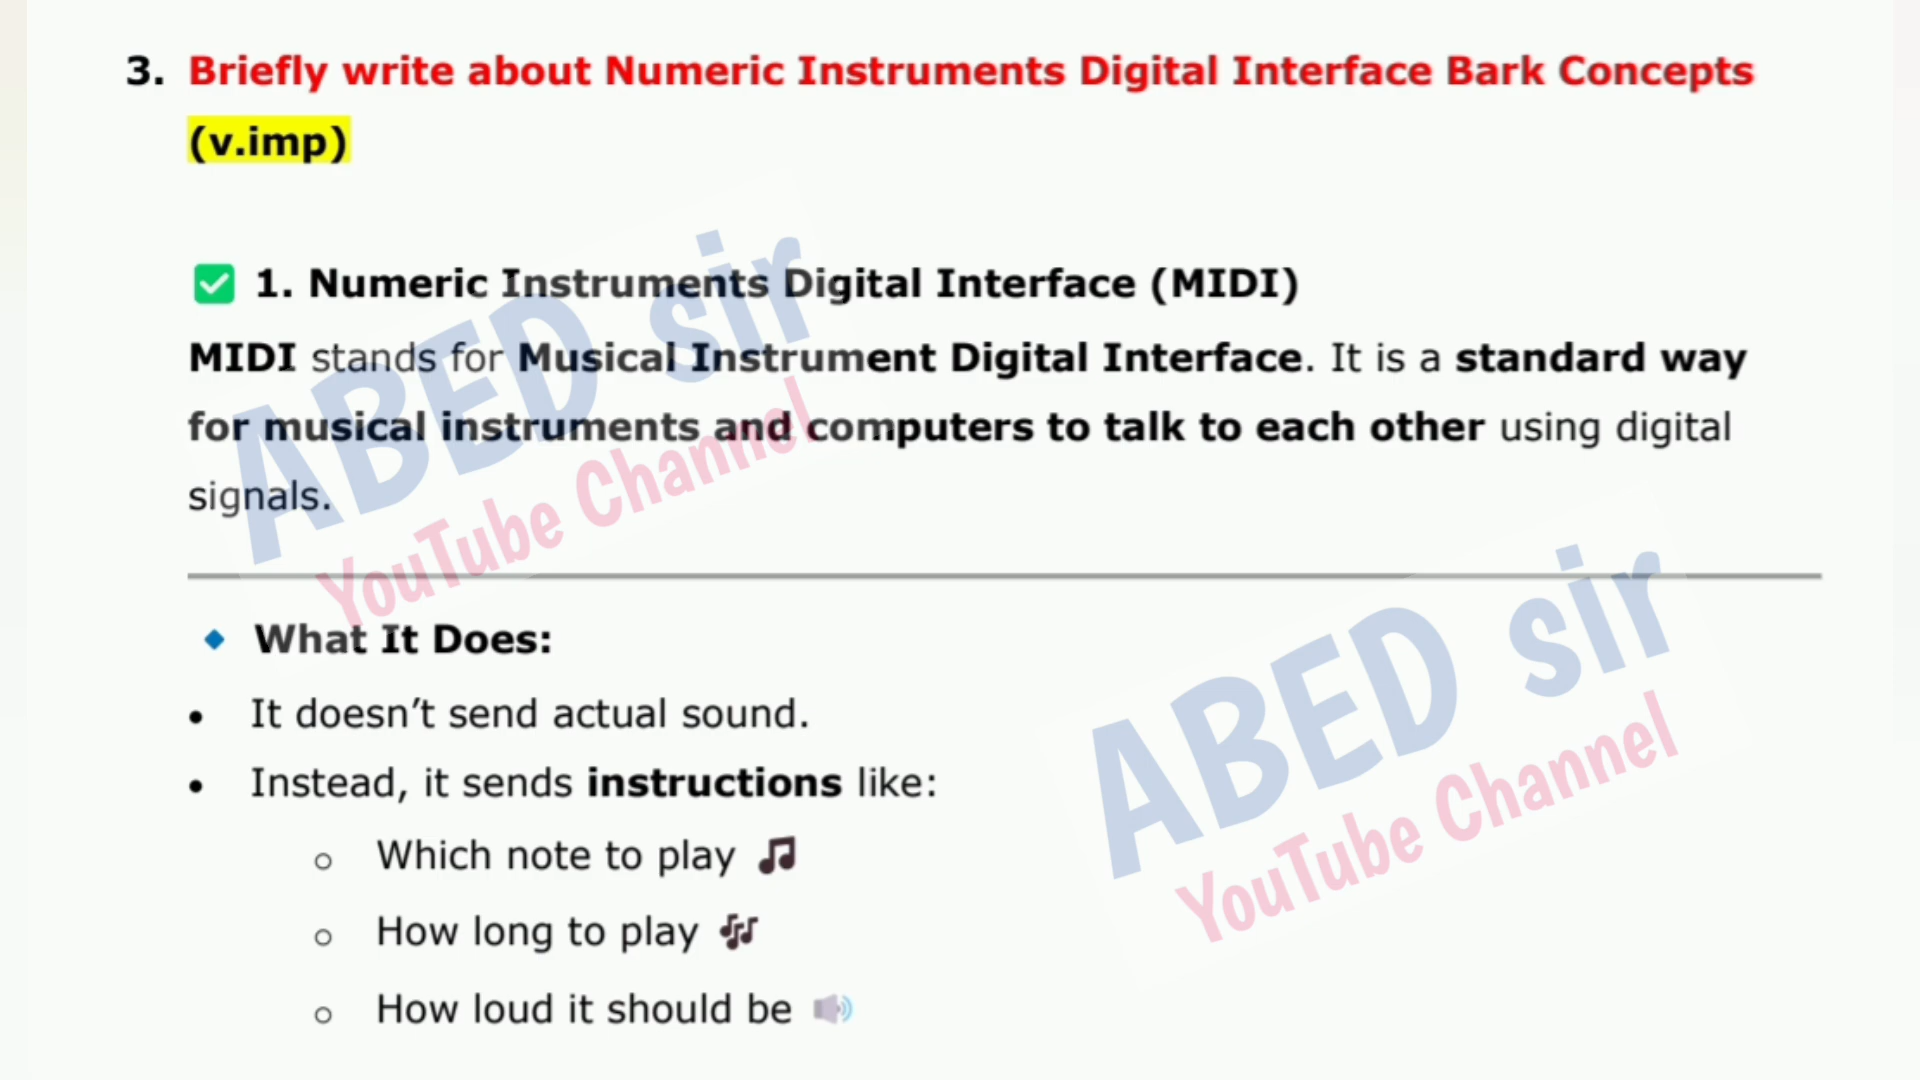 3. Briefly write about Numeric Instruments Digital Interface Bark Concepts
(v.imp)
✅ 1. Numeric Instruments Digital Interface (MIDI)
MIDI stands for Musical Instrument Digital Interface. It is a standard way
for musical instruments and computers to talk to each other using digital
signals.
🔹 What It Does:
• It doesn’t send actual sound.
• Instead, it sends instructions like:
o Which note to play 🎵
o How long to play 🎶
o How loud it should be 🔊
ABED sir
YouTube Channel
ABED sir
YouTube Channel